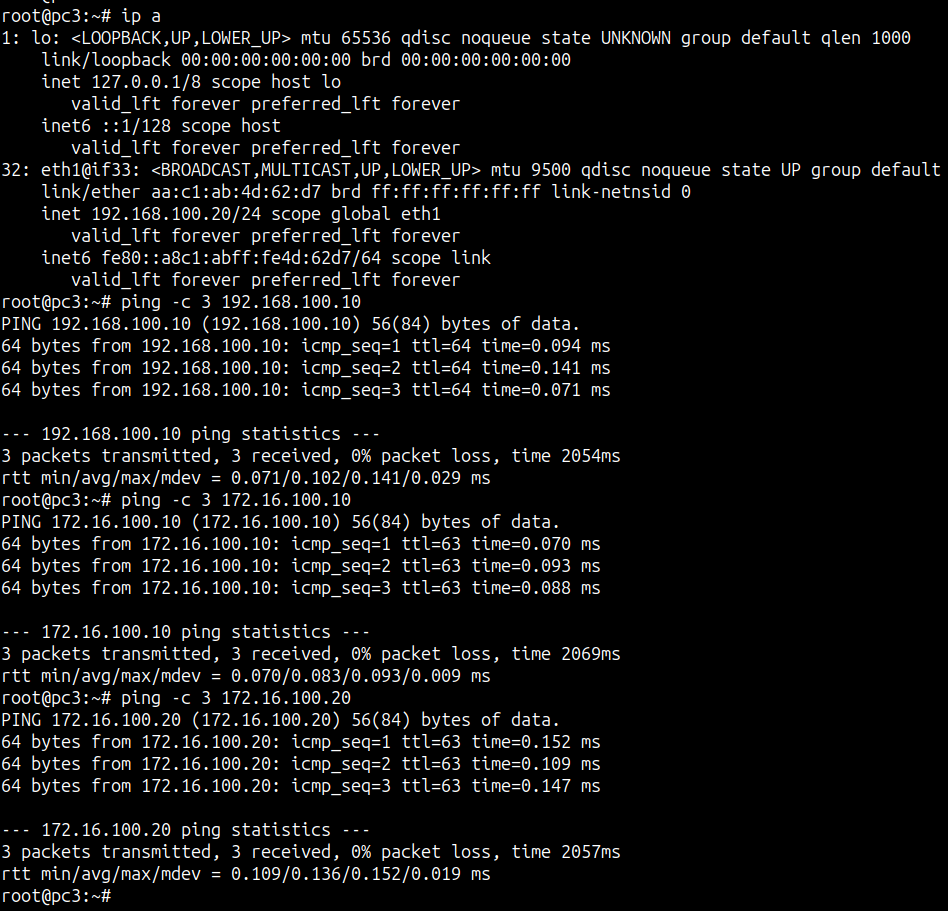 root@pc3:~# ip a
1: lo: <LOOPBACK,UP,LOWER_UP> mtu 65536 qdisc noqueue state UNKNOWN group default qlen 1000
    link/loopback 00:00:00:00:00:00 brd 00:00:00:00:00:00
    inet 127.0.0.1/8 scope host lo
       valid_lft forever preferred_lft forever
    inet6 ::1/128 scope host
       valid_lft forever preferred_lft forever
32: eth1@if33: <BROADCAST,MULTICAST,UP,LOWER_UP> mtu 9500 qdisc noqueue state UP group default
    link/ether aa:c1:ab:4d:62:d7 brd ff:ff:ff:ff:ff:ff link-netnsid 0
    inet 192.168.100.20/24 scope global eth1
       valid_lft forever preferred_lft forever
    inet6 fe80::a8c1:abff:fe4d:62d7/64 scope link
       valid_lft forever preferred_lft forever
root@pc3:~# ping -c 3 192.168.100.10
PING 192.168.100.10 (192.168.100.10) 56(84) bytes of data.
64 bytes from 192.168.100.10: icmp_seq=1 ttl=64 time=0.094 ms
64 bytes from 192.168.100.10: icmp_seq=2 ttl=64 time=0.141 ms
64 bytes from 192.168.100.10: icmp_seq=3 ttl=64 time=0.071 ms

--- 192.168.100.10 ping statistics ---
3 packets transmitted, 3 received, 0% packet loss, time 2054ms
rtt min/avg/max/mdev = 0.071/0.102/0.141/0.029 ms
root@pc3:~# ping -c 3 172.16.100.10
PING 172.16.100.10 (172.16.100.10) 56(84) bytes of data.
64 bytes from 172.16.100.10: icmp_seq=1 ttl=63 time=0.070 ms
64 bytes from 172.16.100.10: icmp_seq=2 ttl=63 time=0.093 ms
64 bytes from 172.16.100.10: icmp_seq=3 ttl=63 time=0.088 ms

--- 172.16.100.10 ping statistics ---
3 packets transmitted, 3 received, 0% packet loss, time 2069ms
rtt min/avg/max/mdev = 0.070/0.083/0.093/0.009 ms
root@pc3:~# ping -c 3 172.16.100.20
PING 172.16.100.20 (172.16.100.20) 56(84) bytes of data.
64 bytes from 172.16.100.20: icmp_seq=1 ttl=63 time=0.152 ms
64 bytes from 172.16.100.20: icmp_seq=2 ttl=63 time=0.109 ms
64 bytes from 172.16.100.20: icmp_seq=3 ttl=63 time=0.147 ms

--- 172.16.100.20 ping statistics ---
3 packets transmitted, 3 received, 0% packet loss, time 2057ms
rtt min/avg/max/mdev = 0.109/0.136/0.152/0.019 ms
root@pc3:~#